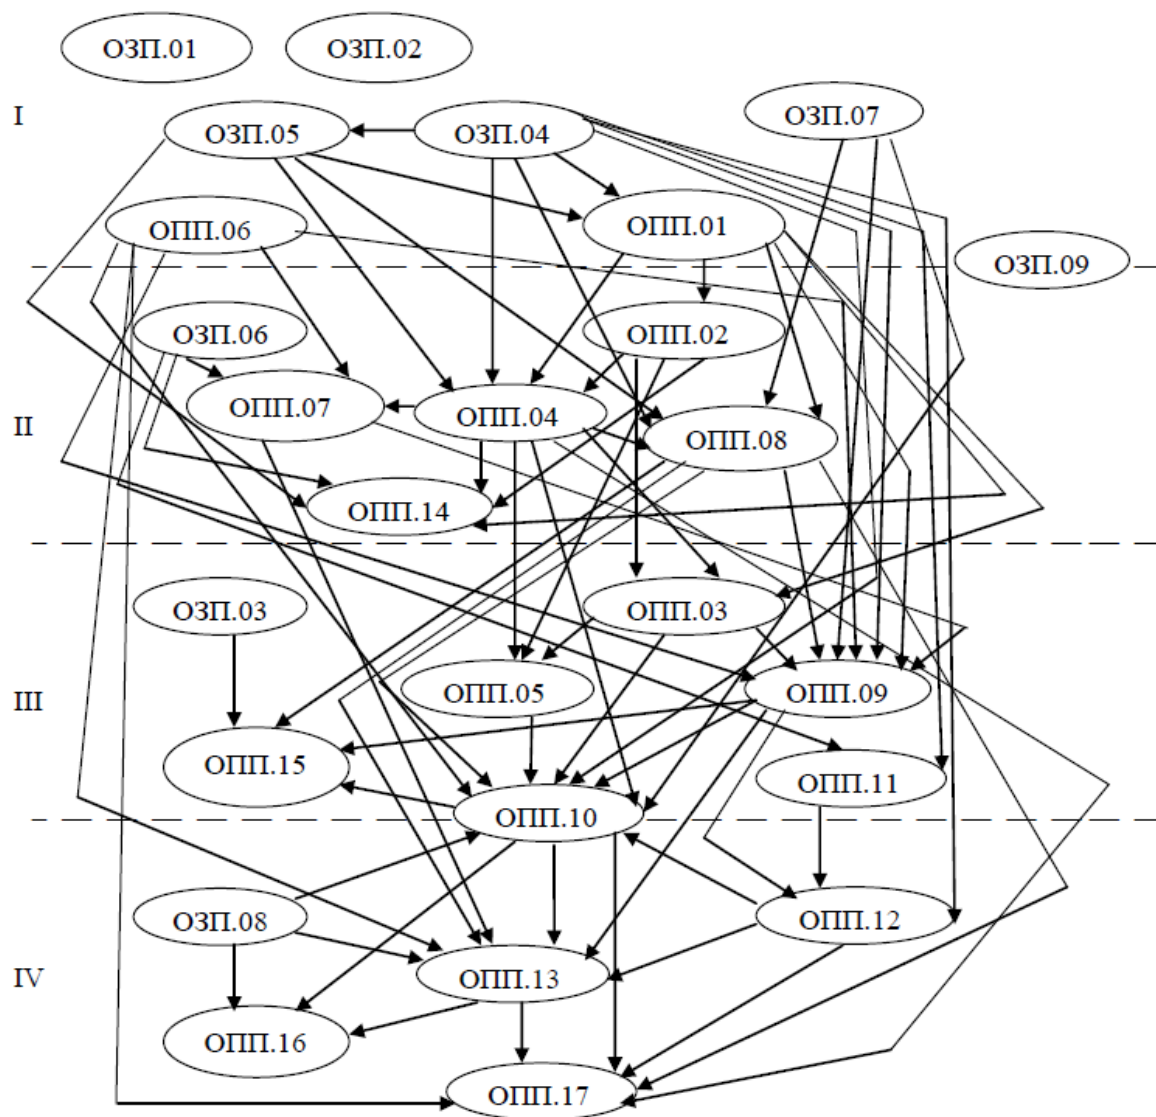 ОЗП.01 ОЗП.02
I ОЗП.05 ОЗП.04 ОЗП.07
ОПП.06 ОПП.01
ОЗП.09
ОЗП.06 ОПП.02
II ОПП.07 ОПП.04 ОПП.08
ОПП.14
ОЗП.03 ОПП.03
III ОПП.05 ОПП.09
ОПП.15 ОПП.11
ОПП.10
ОЗП.08 ОПП.12
IV ОПП.13
ОПП.16
ОПП.17